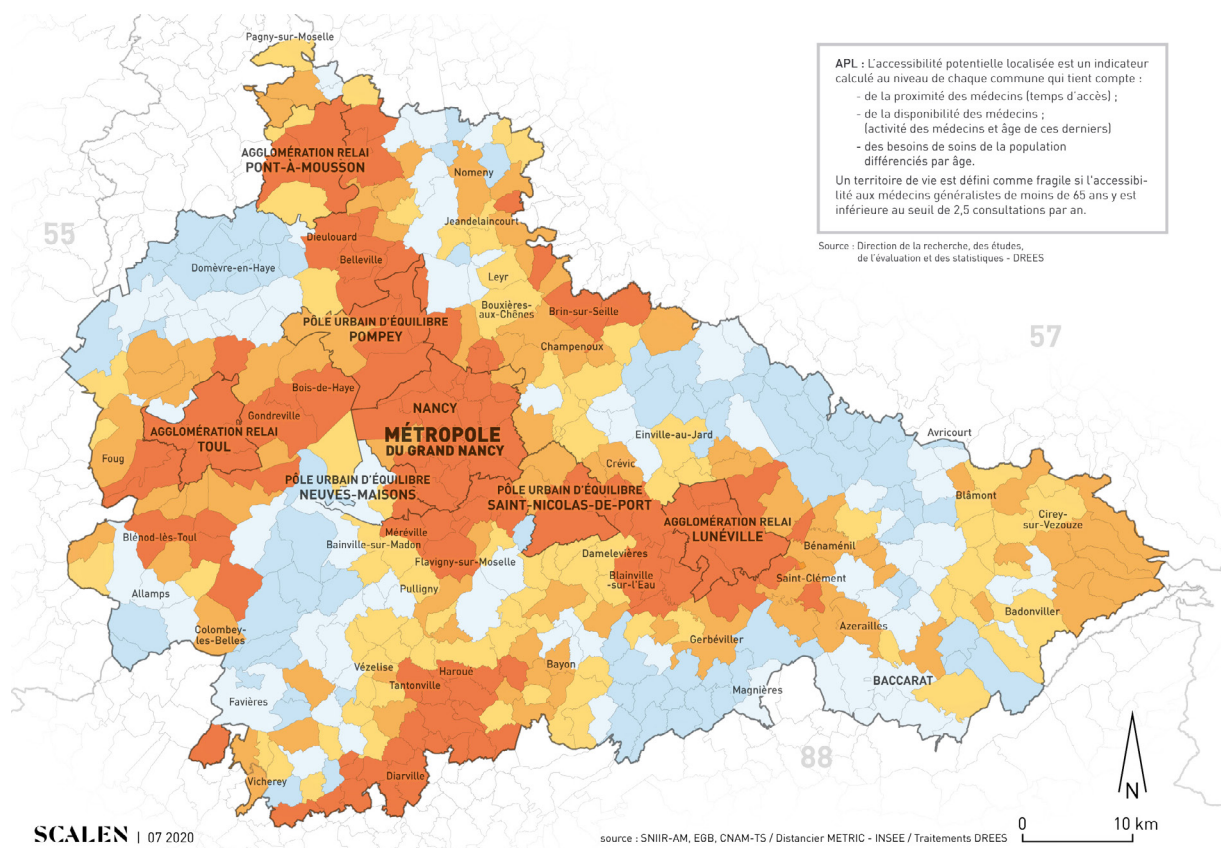 Pagny-sur-Moselle
APL : L'accessibilité potentielle localisée est un indicateur
calculé au niveau de chaque commune qui tient compte :
- de la proximité des médecins (temps d'accès) ;
- de la disponibilité des médecins ;
(activité des médecins et âge de ces derniers)
- des besoins de soins de la population
différenciés par âge.
Un territoire de vie est défini comme fragile si l'accessibi-
lité aux médecins généralistes de moins de 65 ans y est
inférieure au seuil de 2,5 consultations par an.
Source : Direction de la recherche, des études,
de l'évaluation et des statistiques - DREES
AGGLOMÉRATION RELAI
PONT-À-MOUSSON
Nomeny
Jeandelaincourt
55
Dieulouard
Belleville
Domèvre-en-Haye
Leyr
Bouxières-
aux-Chênes
Brin-sur-Seille
PÔLE URBAIN D'ÉQUILIBRE
POMPEY
Champenoux
57
Bois-de-Haye
Gondreville
NANCY
MÉTROPOLE
DU GRAND NANCY
AGGLOMÉRATION RELAI
TOUL
Foug
Einville-au-Jard
Avricourt
Crévic
PÔLE URBAIN D'ÉQUILIBRE
NEUVES-MAISONS
PÔLE URBAIN D'ÉQUILIBRE
SAINT-NICOLAS-DE-PORT
Blâmont
Cirey-
sur-Vezouze
AGGLOMÉRATION RELAI
LUNÉVILLE
Blénod-lès-Toul
Méréville
Bainville-sur-Madon
Flavigny-sur-Moselle
Damelevières
Bénaménil
Blainville
-sur-l'Eau
Saint-Clément
Pulligny
Allamps
Badonviller
Azerailles
Colombey-
les-Belles
Gerbéviller
Vézelise
Haroué
Bayon
Tantonville
BACCARAT
Magnières
Favières
88
Vicherey
Diarville
N
0
10 km
SCALEN | 07 2020
source : SNIIR-AM, EGB, CNAM-TS / Distancier METRIC - INSEE / Traitements DREES